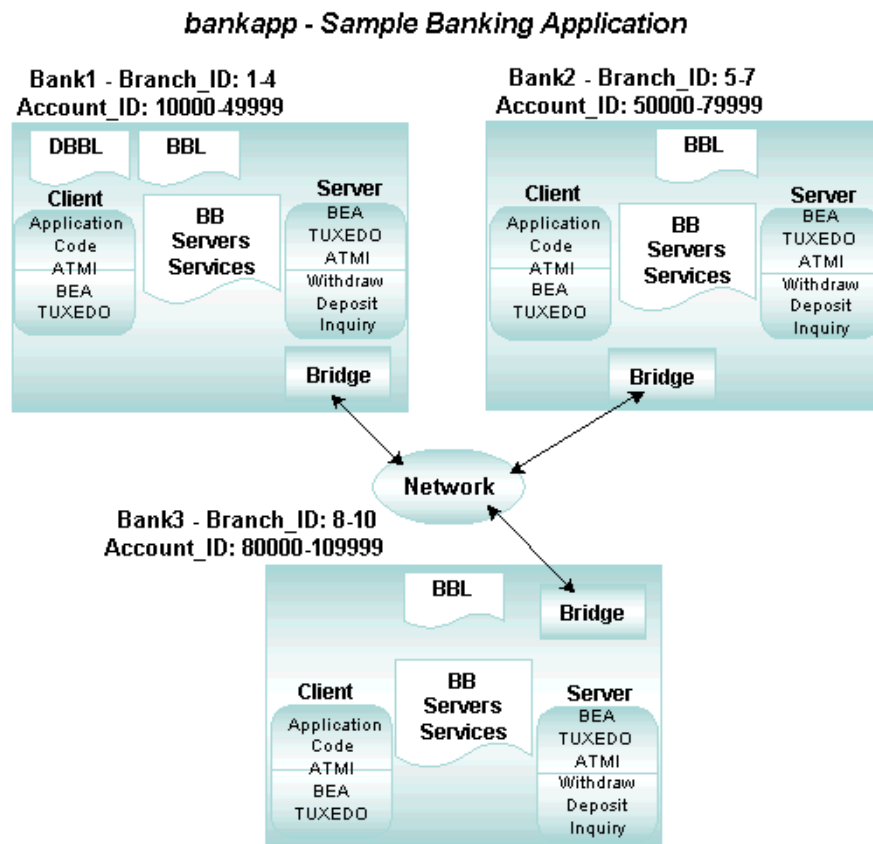 bankapp - Sample Banking Application
Bank1 - Branch_ID: 1-4
Account_ID: 10000-49999
DBBL
BBL
Client
Application
Code
ATMI
BEA
TUXEDO
BB
Servers
Services
Server
BEA
TUXEDO
ATMI
Withdraw
Deposit
Inquiry
Bridge
Bank2 - Branch_ID: 5-7
Account_ID: 50000-79999
BBL
Client
Application
Code
ATMI
BEA
TUXEDO
BB
Servers
Services
Server
BEA
TUXEDO
ATMI
Withdraw
Deposit
Inquiry
Bridge
Network
Bank3 - Branch_ID: 8-10
Account_ID: 80000-109999
BBL
Bridge
Client
Application
Code
ATMI
BEA
TUXEDO
BB
Servers
Services
Server
BEA
TUXEDO
ATMI
Withdraw
Deposit
Inquiry